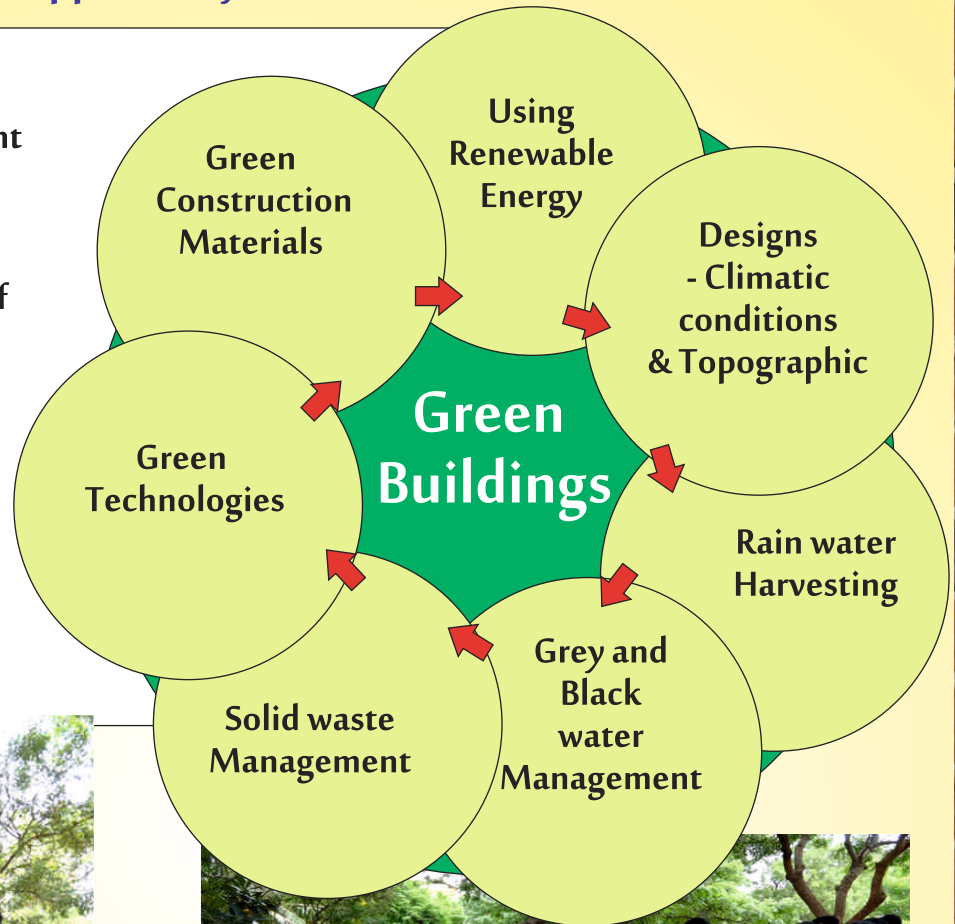 Green
Buildings
Using
Renewable
Energy
Designs
- Climatic
conditions
& Topographic
Rain water
Harvesting
Grey and
Black
water
Management
Solid waste
Management
Green
Technologies
Green
Construction
Materials